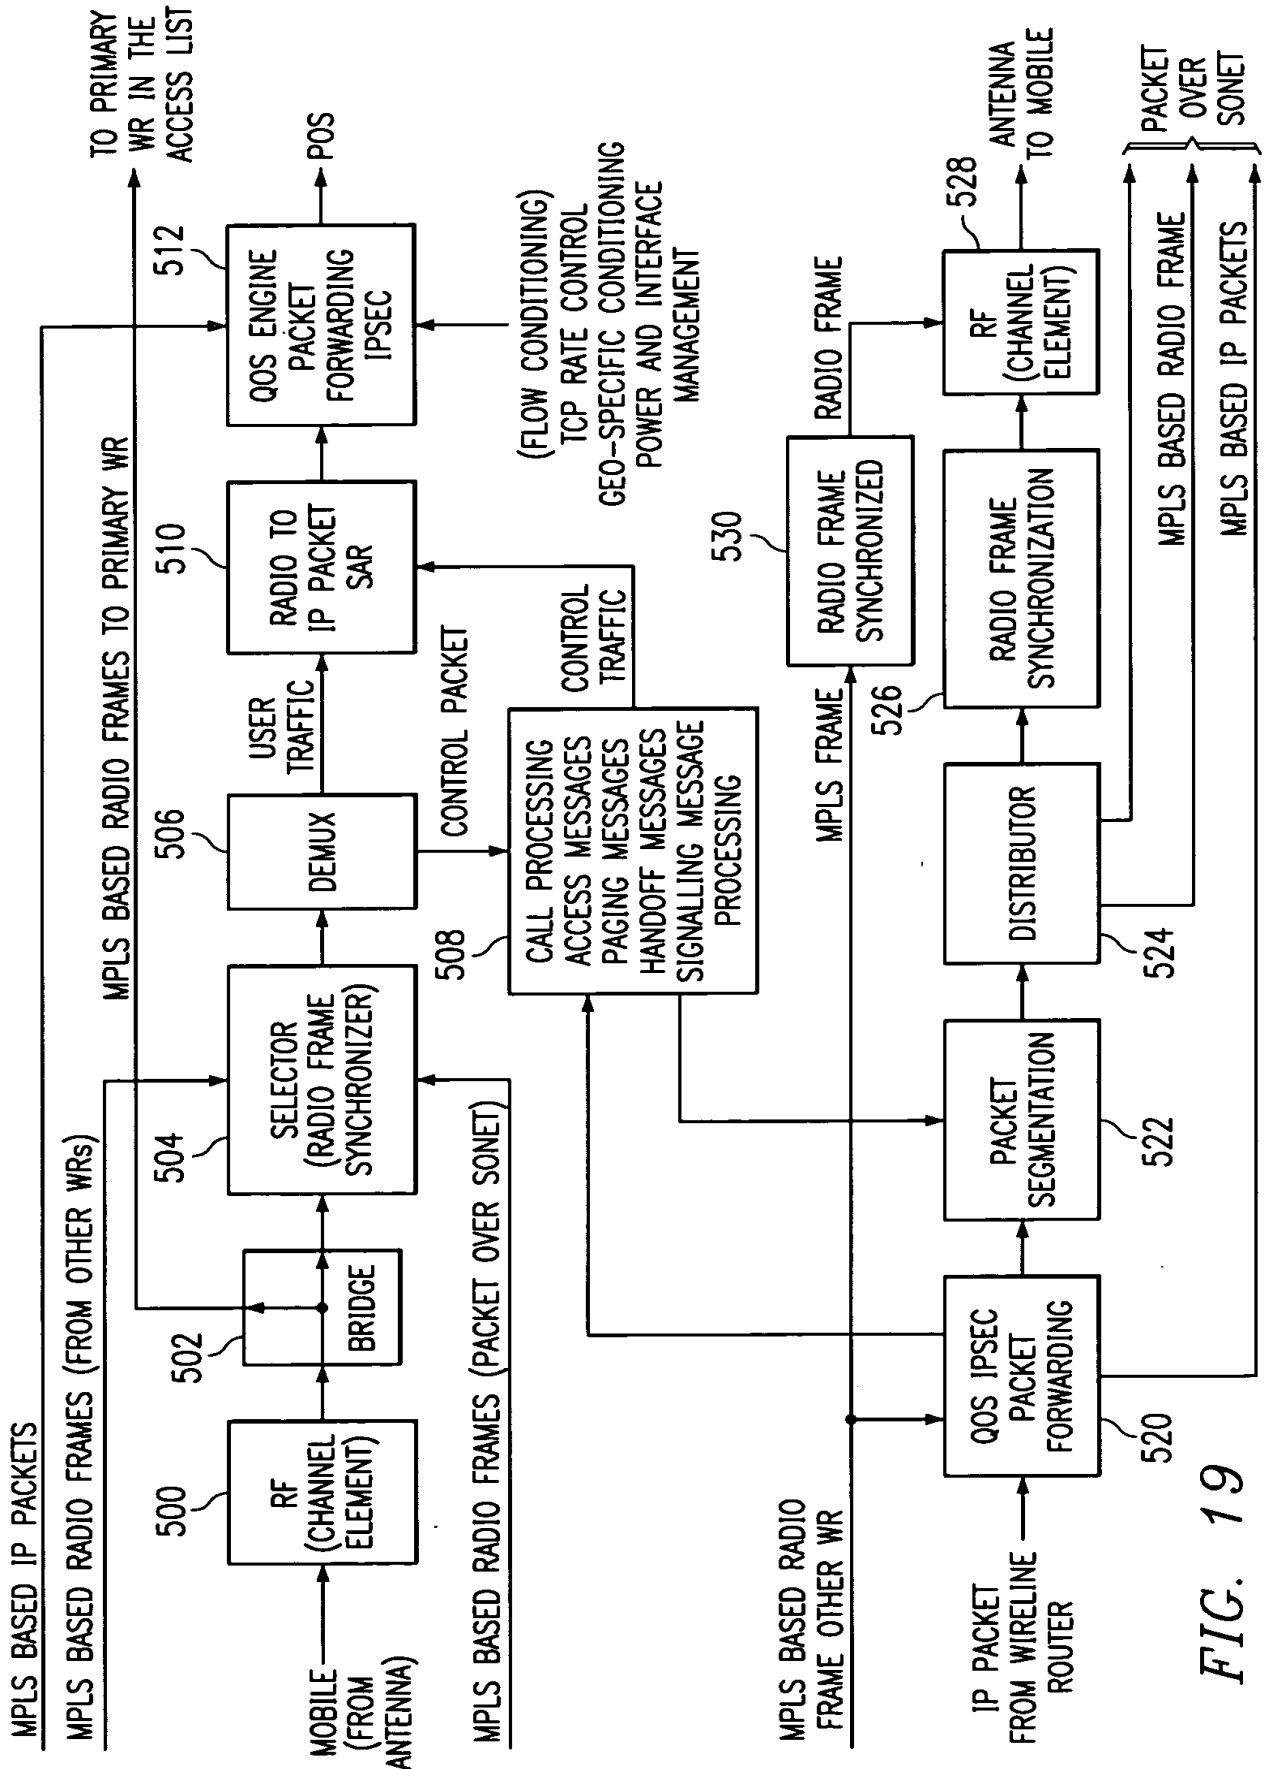 MPLS BASED IP PACKETS
MPLS BASED RADIO FRAMES (FROM OTHER WRs)
MPLS BASED RADIO FRAMES TO PRIMARY WR
TO PRIMARY
WR IN THE
ACCESS LIST
MOBILE
(FROM
ANTENNA)
500
RF
(CHANNEL
ELEMENT)
502
BRIDGE
504
SELECTOR
(RADIO FRAME
SYNCHRONIZER)
506
DEMUX
USER
TRAFFIC
510
RADIO TO
IP PACKET
SAR
512
QOS ENGINE
PACKET
FORWARDING
IPSEC
POS
MPLS BASED RADIO FRAMES (PACKET OVER SONET)
CONTROL PACKET
508
CALL PROCESSING
ACCESS MESSAGES
PAGING MESSAGES
HANDOFF MESSAGES
SIGNALLING MESSAGE
PROCESSING
CONTROL
TRAFFIC
(FLOW CONDITIONING)
TCP RATE CONTROL
GEO-SPECIFIC CONDITIONING
POWER AND INTERFACE
MANAGEMENT
MPLS BASED RADIO
FRAME OTHER WR
MPLS FRAME
530
RADIO FRAME
SYNCHRONIZED
RADIO FRAME
IP PACKET
FROM WIRELINE
ROUTER
QOS IPSEC
PACKET
FORWARDING
520
PACKET
SEGMENTATION
522
DISTRIBUTOR
524
526
RADIO FRAME
SYNCHRONIZATION
528
RF
(CHANNEL
ELEMENT)
ANTENNA
TO MOBILE
MPLS BASED RADIO FRAME
MPLS BASED IP PACKETS
PACKET
OVER
SONET
FIG. 19